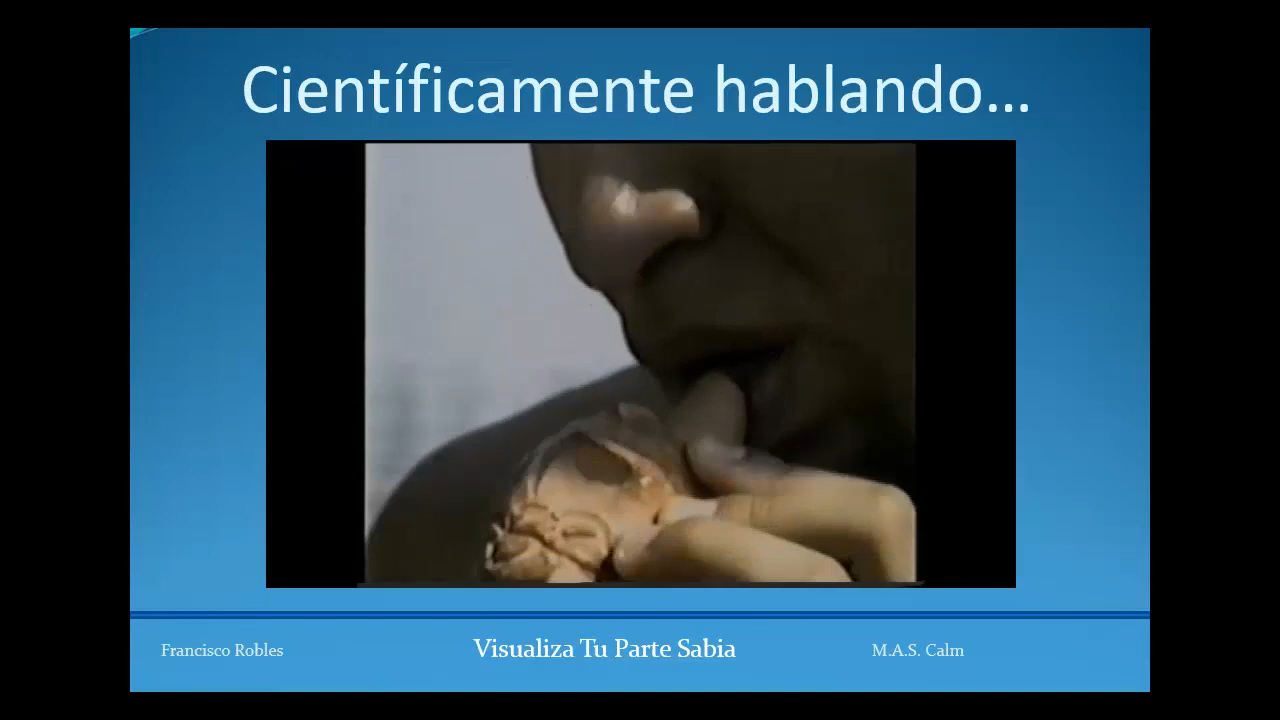 Científicamente hablando...
Francisco Robles
Visualiza Tu Parte Sabia
M.A.S. Calm